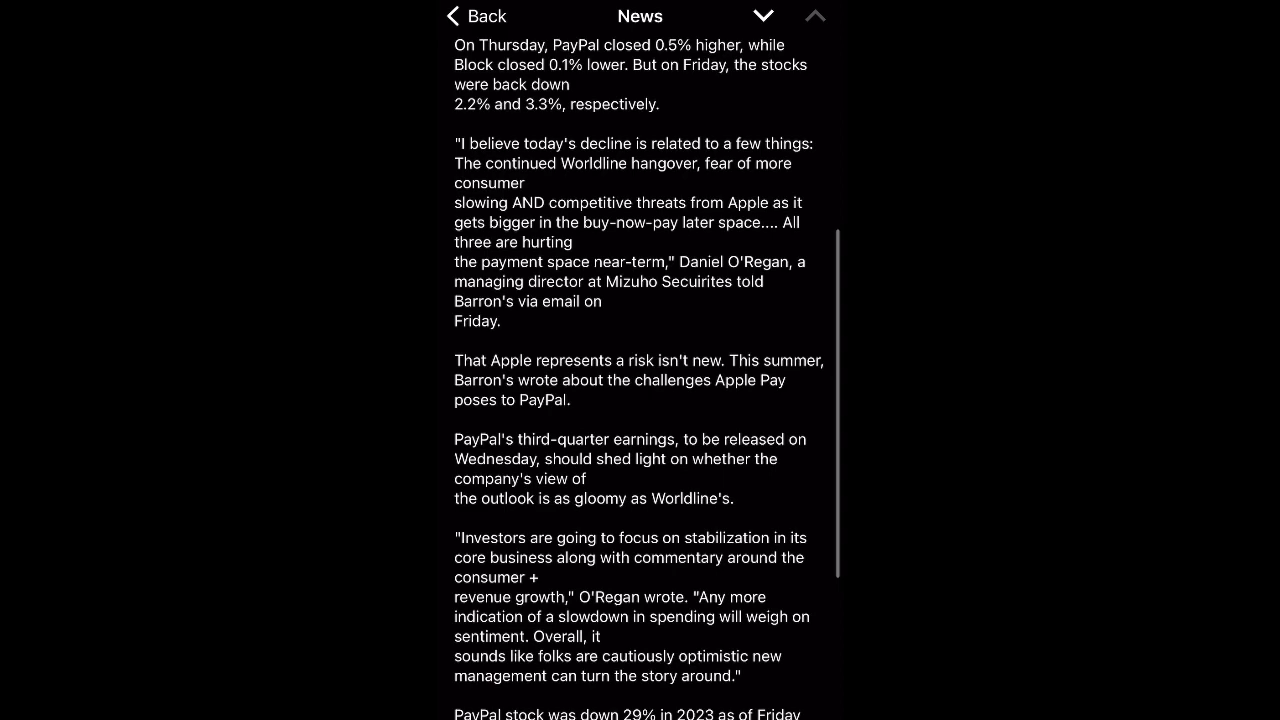 Back
News
On Thursday, PayPal closed 0.5% higher, while
Block closed 0.1% lower. But on Friday, the stocks
were back down
2.2% and 3.3%, respectively.
"I believe today's decline is related to a few things:
The continued Worldline hangover, fear of more
consumer
slowing AND competitive threats from Apple as it
gets bigger in the buy-now-pay later space.... All
three are hurting
the payment space near-term," Daniel O'Regan, a
managing director at Mizuho Secuirites told
Barron's via email on
Friday.
That Apple represents a risk isn't new. This summer,
Barron's wrote about the challenges Apple Pay
poses to PayPal.
PayPal's third-quarter earnings, to be released on
Wednesday, should shed light on whether the
company's view of
the outlook is as gloomy as Worldline's.
"Investors are going to focus on stabilization in its
core business along with commentary around the
consumer +
revenue growth," O'Regan wrote. "Any more
indication of a slowdown in spending will weigh on
sentiment. Overall, it
sounds like folks are cautiously optimistic new
management can turn the story around."
PayPal stock was down 29% in 2023 as of Friday